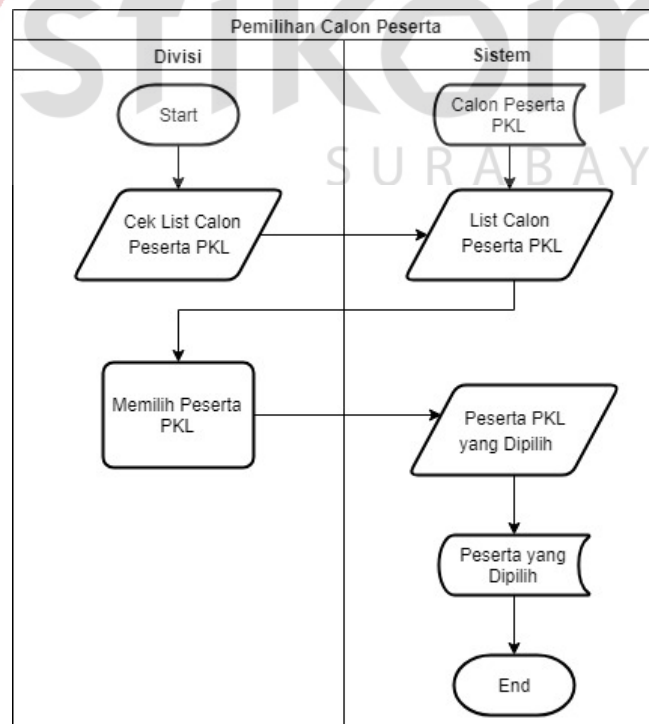 stikom
SURABAYA
Pemilihan Calon Peserta
Divisi
Sistem
Start
Calon Peserta
PKL
Cek List Calon
Peserta PKL
List Calon
Peserta PKL
Memilih Peserta
PKL
Peserta PKL
yang Dipilih
Peserta yang
Dipilih
End